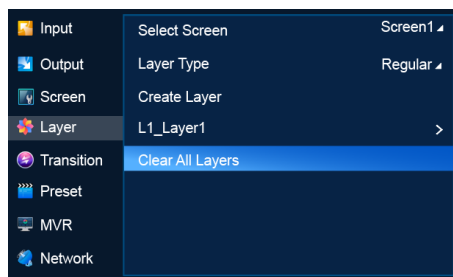 Input
Output
Screen
Layer
Transition
Preset
MVR
Network
Select Screen Screen1
Layer Type Regular
Create Layer
L1_Layer1 >
Clear All Layers